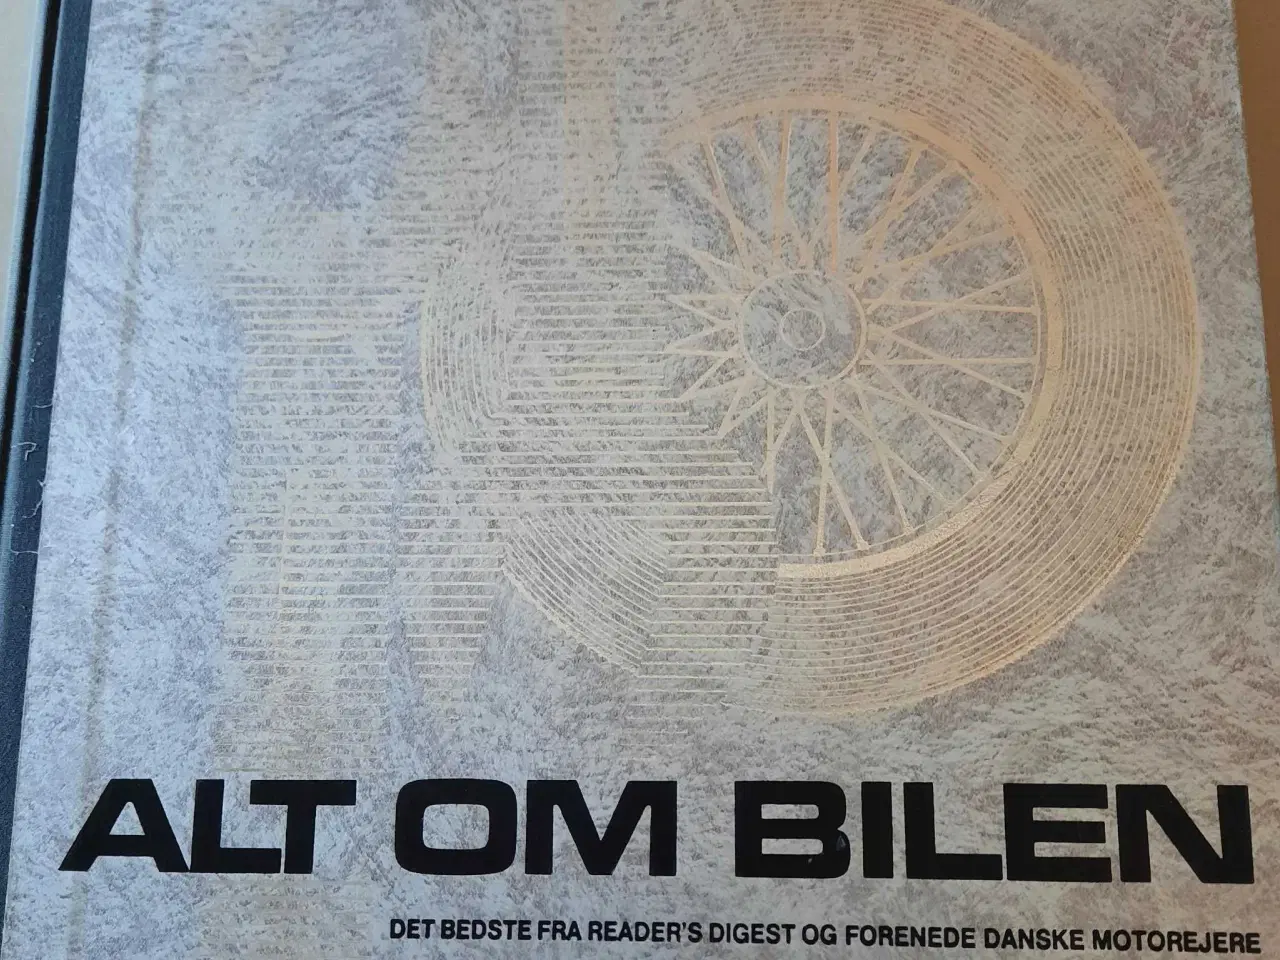 ALT OM BILEN
DET BEDSTE FRA READER'S DIGEST OG FORENEDE DANSKE MOTOREJERE